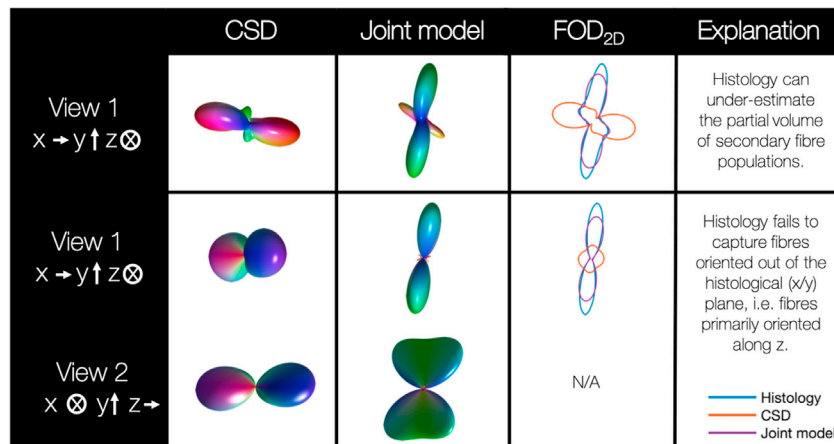 CSD
Joint model
FOD2D
Explanation
View 1
x → y ↑ z ⊗
Histology can
under-estimate
the partial volume
of secondary fibre
populations.
View 1
x → y ↑ z ⊗
Histology fails to
capture fibres
oriented out of the
histological (x/y)
plane, i.e. fibres
primarily oriented
along z.
View 2
x ⊗ y ↑ z →
N/A
Histology
CSD
Joint model